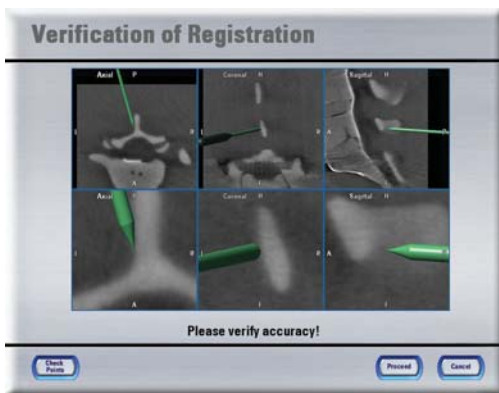 Verification of Registration
Axial P
Coronal H
Sagittal H
A
A
Axial
Coronal H
Sagittal H
A
A
I
I
Please verify accuracy!
Check Points
Proceed
Cancel